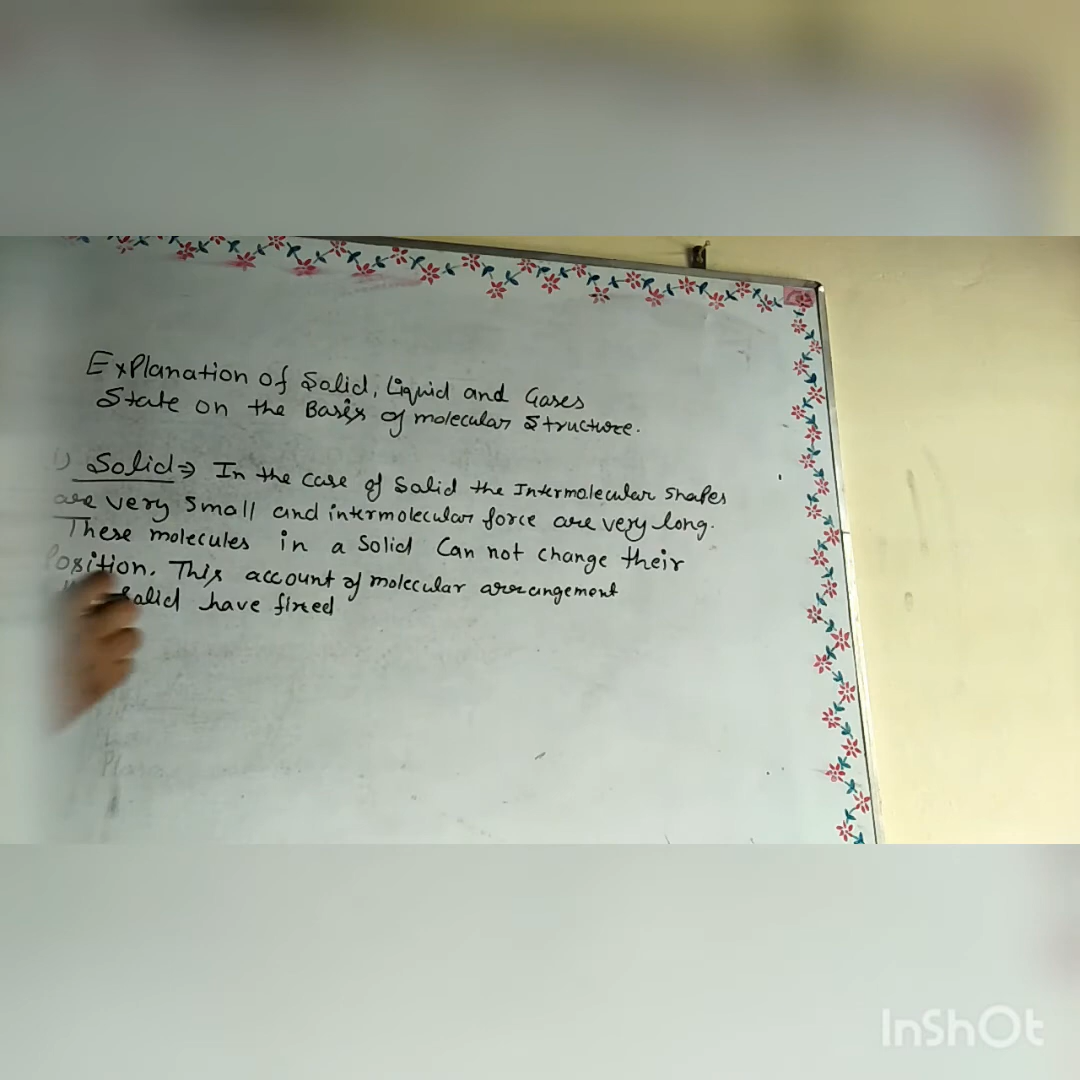 Explanation of Solid, Liquid and Gases
State on the Basis of molecular Structure.
i) Solid ⇒ In the case of Solid the Intermolecular Shapes
are very small and intermolecular force are very long.
These molecules in a Solid Can not change their
Position. This account of molecular arrangement
Solid have fixed
InShOt